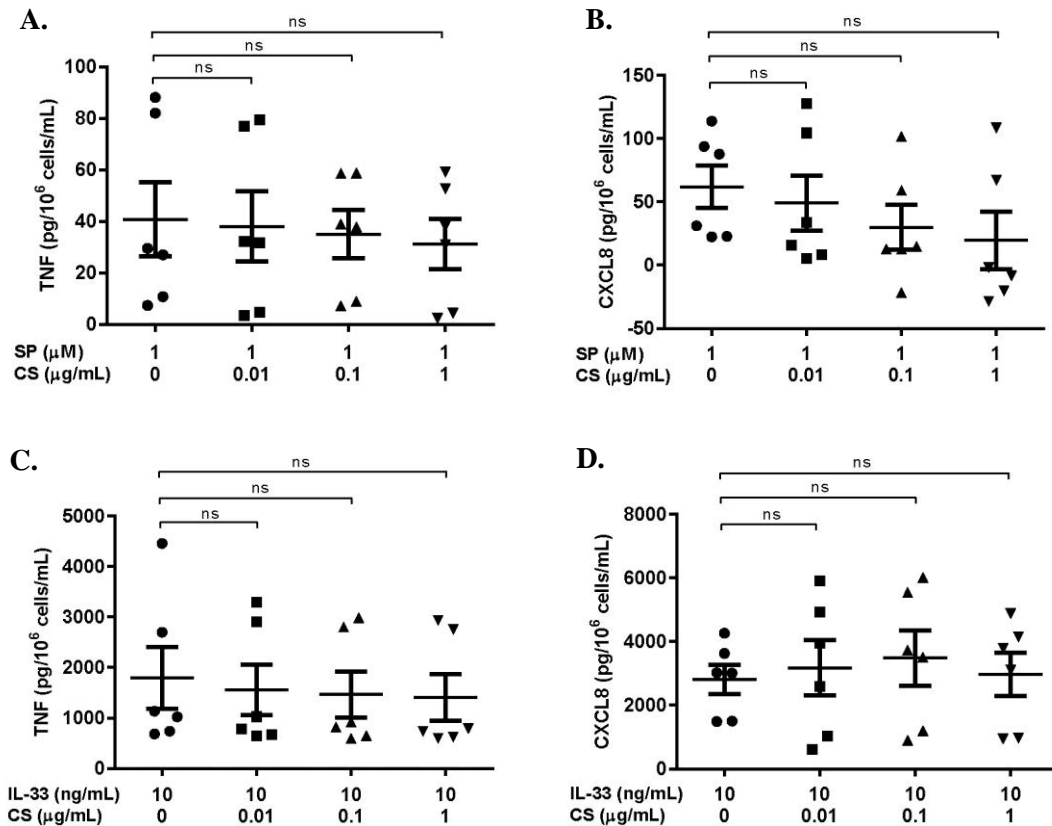 A.
ns
ns
ns
TNF (pg/10⁶ cells/mL)
100
80
60
40
20
0
SP (μM) 1 1 1 1
CS (μg/mL) 0 0.01 0.1 1
B.
ns
ns
ns
CXCL8 (pg/10⁶ cells/mL)
150
100
50
0
-50
SP (μM) 1 1 1 1
CS (μg/mL) 0 0.01 0.1 1
C.
ns
ns
ns
TNF (pg/10⁶ cells/mL)
5000
4000
3000
2000
1000
0
IL-33 (ng/mL) 10 10 10 10
CS (μg/mL) 0 0.01 0.1 1
D.
ns
ns
ns
CXCL8 (pg/10⁶ cells/mL)
8000
6000
4000
2000
0
IL-33 (ng/mL) 10 10 10 10
CS (μg/mL) 0 0.01 0.1 1